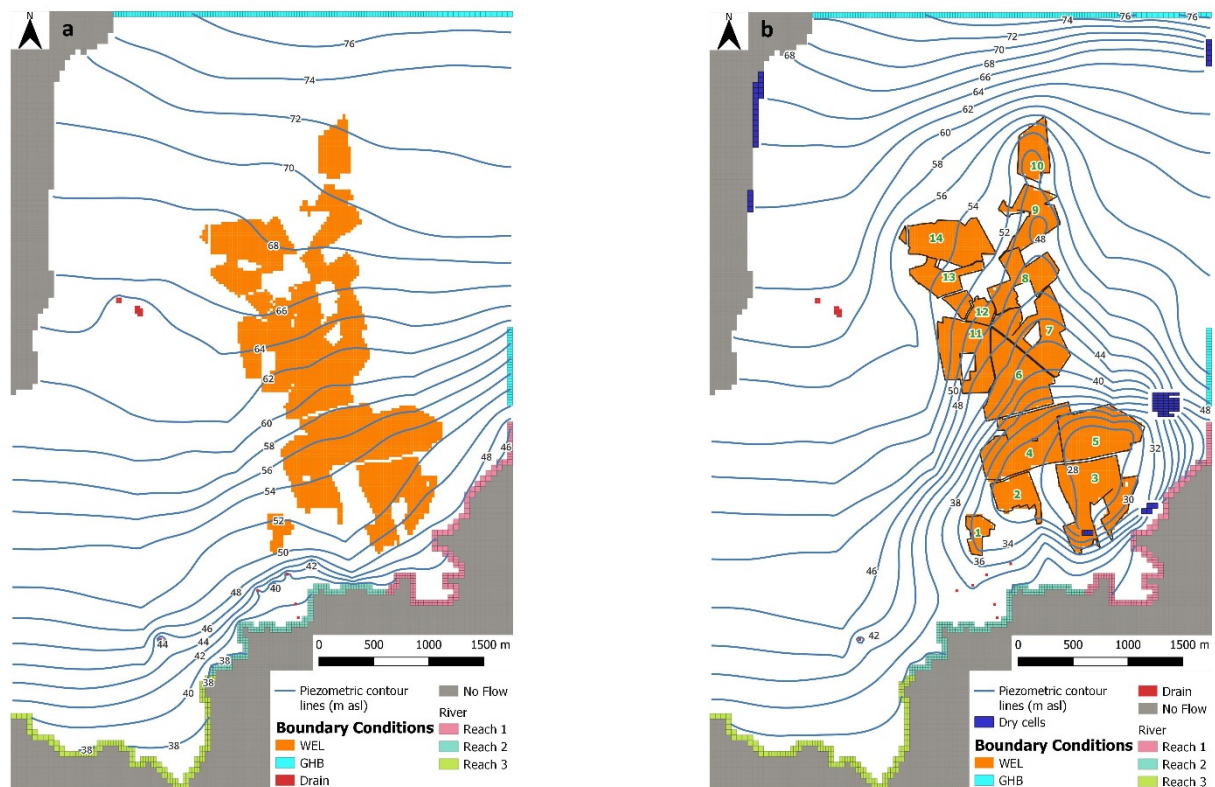 N
a
76
74
72
70
68
66
64
62
60
58
56
54
52
50
48
46
42
40
48
46
44
44
42
40
38
38
38
38
0 500 1000 1500 m
Piezometric contour
lines (m asl)
Boundary Conditions
WEL
GHB
Drain
No Flow
River
Reach 1
Reach 2
Reach 3
N
b
74
76
76
72
70
68
68
66
64
62
60
58
56
54
52
48
10
9
14
13
8
12
11
7
6
44
40
50
48
48
5
4
3
2
1
28
32
30
38
34
36
46
42
0 500 1000 1500 m
Piezometric contour
lines (m asl)
Dry cells
Boundary Conditions
WEL
GHB
Drain
No Flow
River
Reach 1
Reach 2
Reach 3